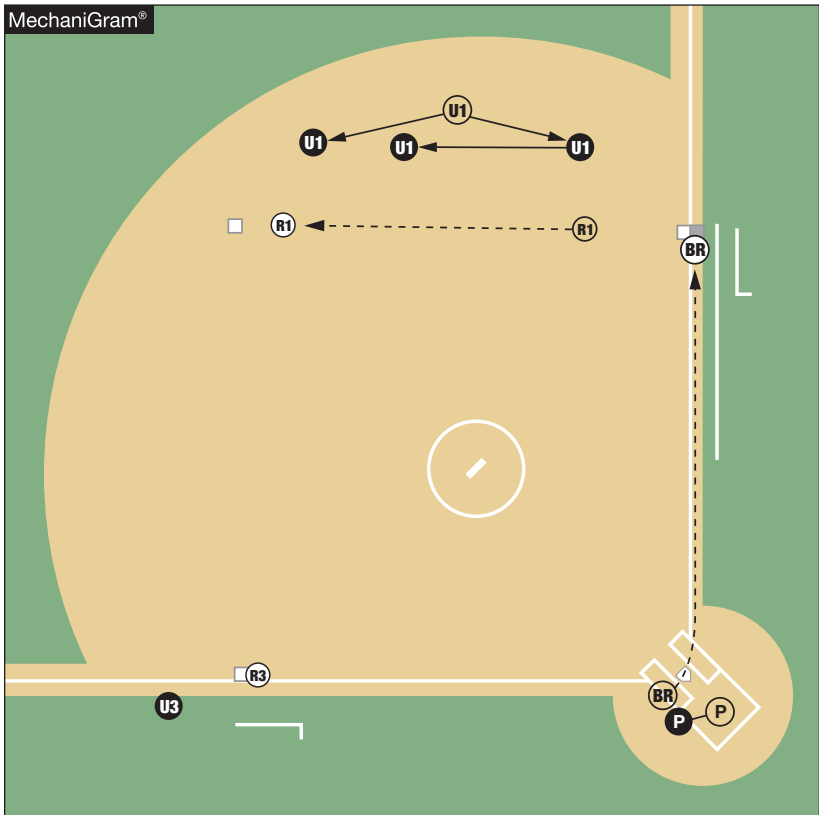 MechaniGram®
U1
U1 U1 U1
R1 R1
BR
R3
BR
U3 P P